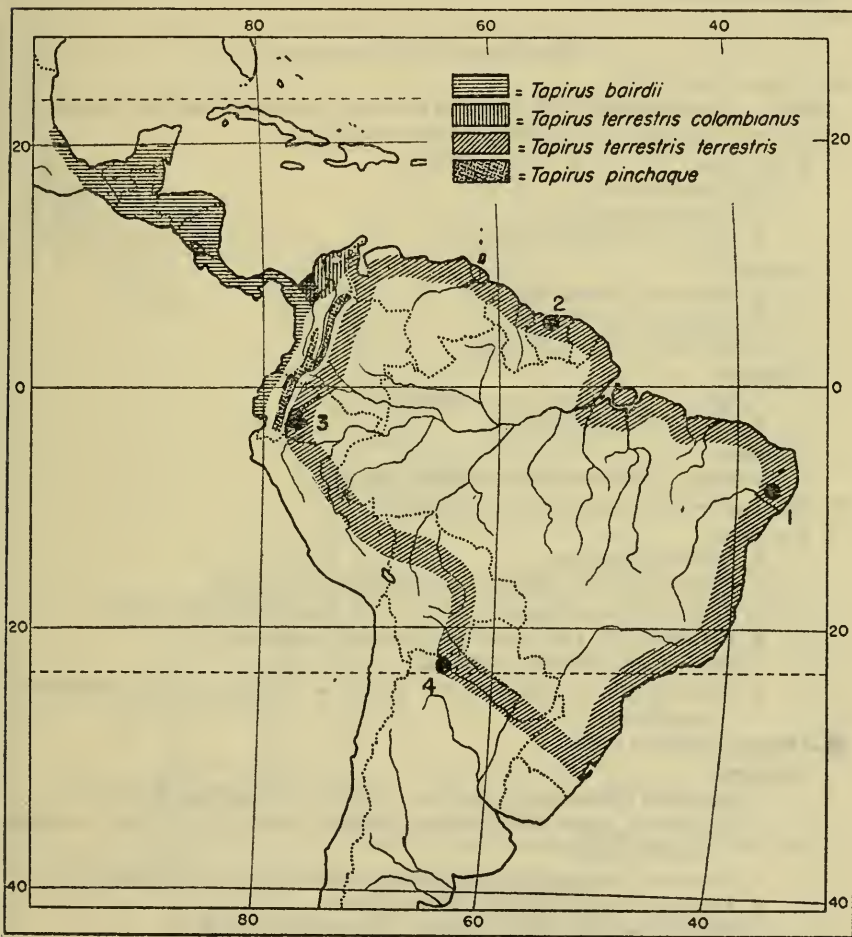 80 60 40
= Tapirus bairdii
= Tapirus terrestris colombianus
20 20
= Tapirus terrestris terrestris
= Tapirus pinchaque
2
0 0
3
1
20 20
4
40 40
80 60 40